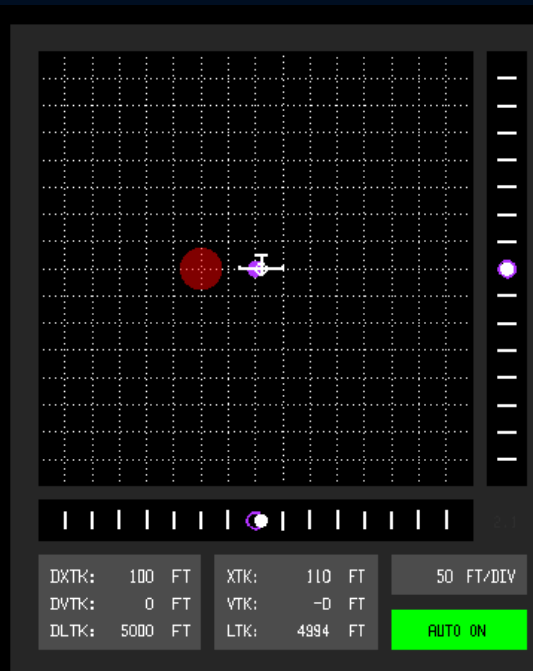 DXTK: 100 FT
DVTK: 0 FT
DLTK: 5000 FT
XTK: 110 FT
VTK: -0 FT
LTK: 4994 FT
50 FT/DIV
AUTO ON